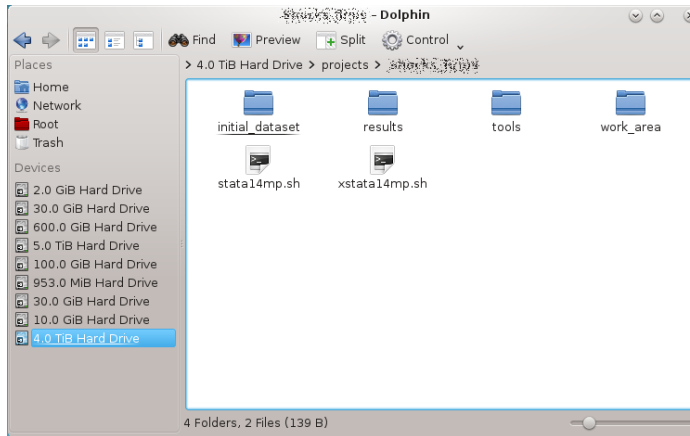 – Dolphin
Find Preview Split Control
Places
> 4.0 TiB Hard Drive > projects >
Home
Network
Root
Trash
Devices
2.0 GiB Hard Drive
30.0 GiB Hard Drive
600.0 GiB Hard Drive
5.0 TiB Hard Drive
100.0 GiB Hard Drive
953.0 MiB Hard Drive
30.0 GiB Hard Drive
10.0 GiB Hard Drive
4.0 TiB Hard Drive
initial_dataset results tools work_area
stata14mp.sh xstata14mp.sh
4 Folders, 2 Files (139 B)